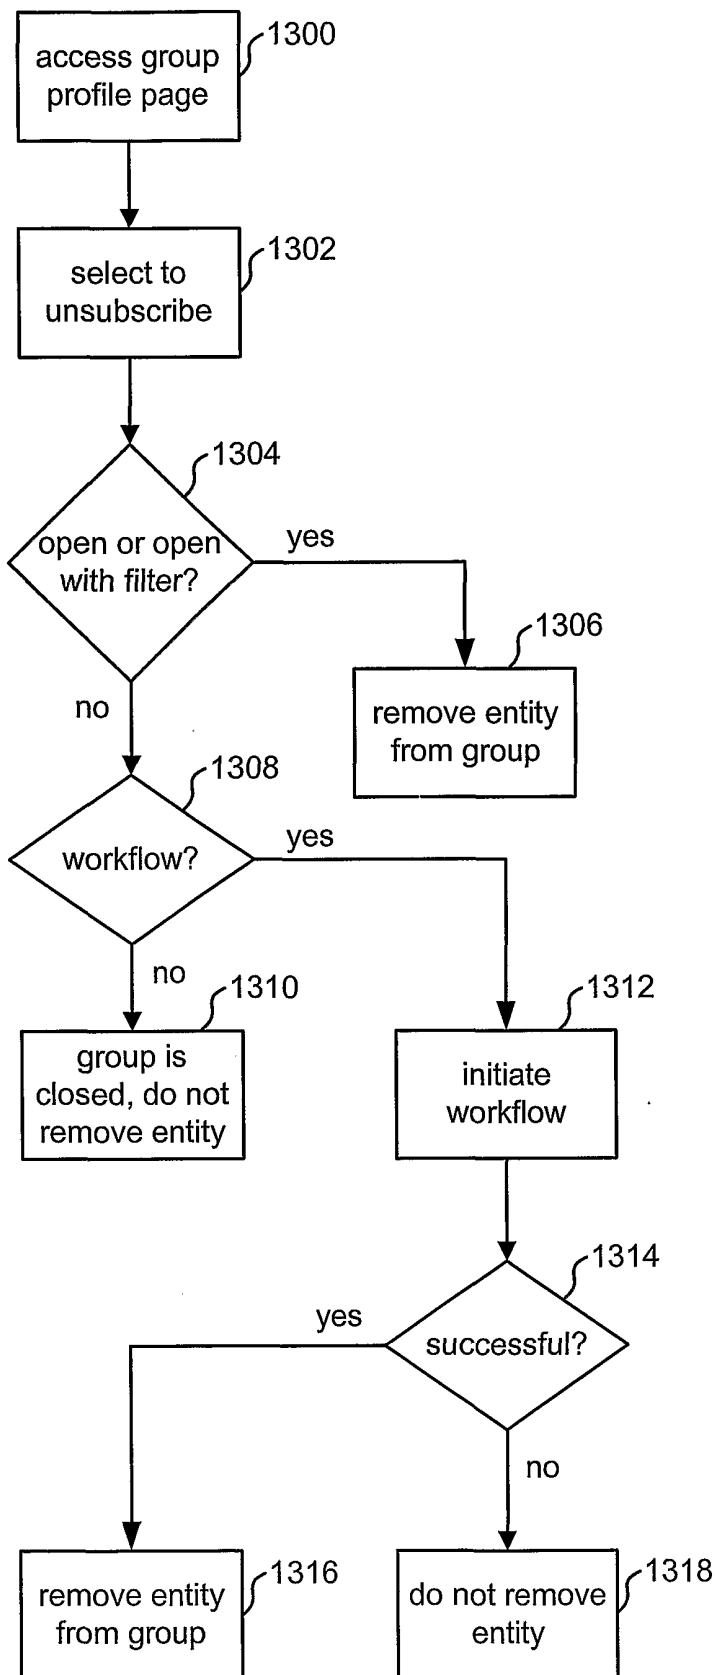 1300
access group
profile page
1302
select to
unsubscribe
1304
open or open
with filter?
yes
1306
remove entity
from group
no
1308
workflow?
yes
no
1310
group is
closed, do not
remove entity
1312
initiate
workflow
1314
successful?
yes
no
1316
remove entity
from group
1318
do not remove
entity